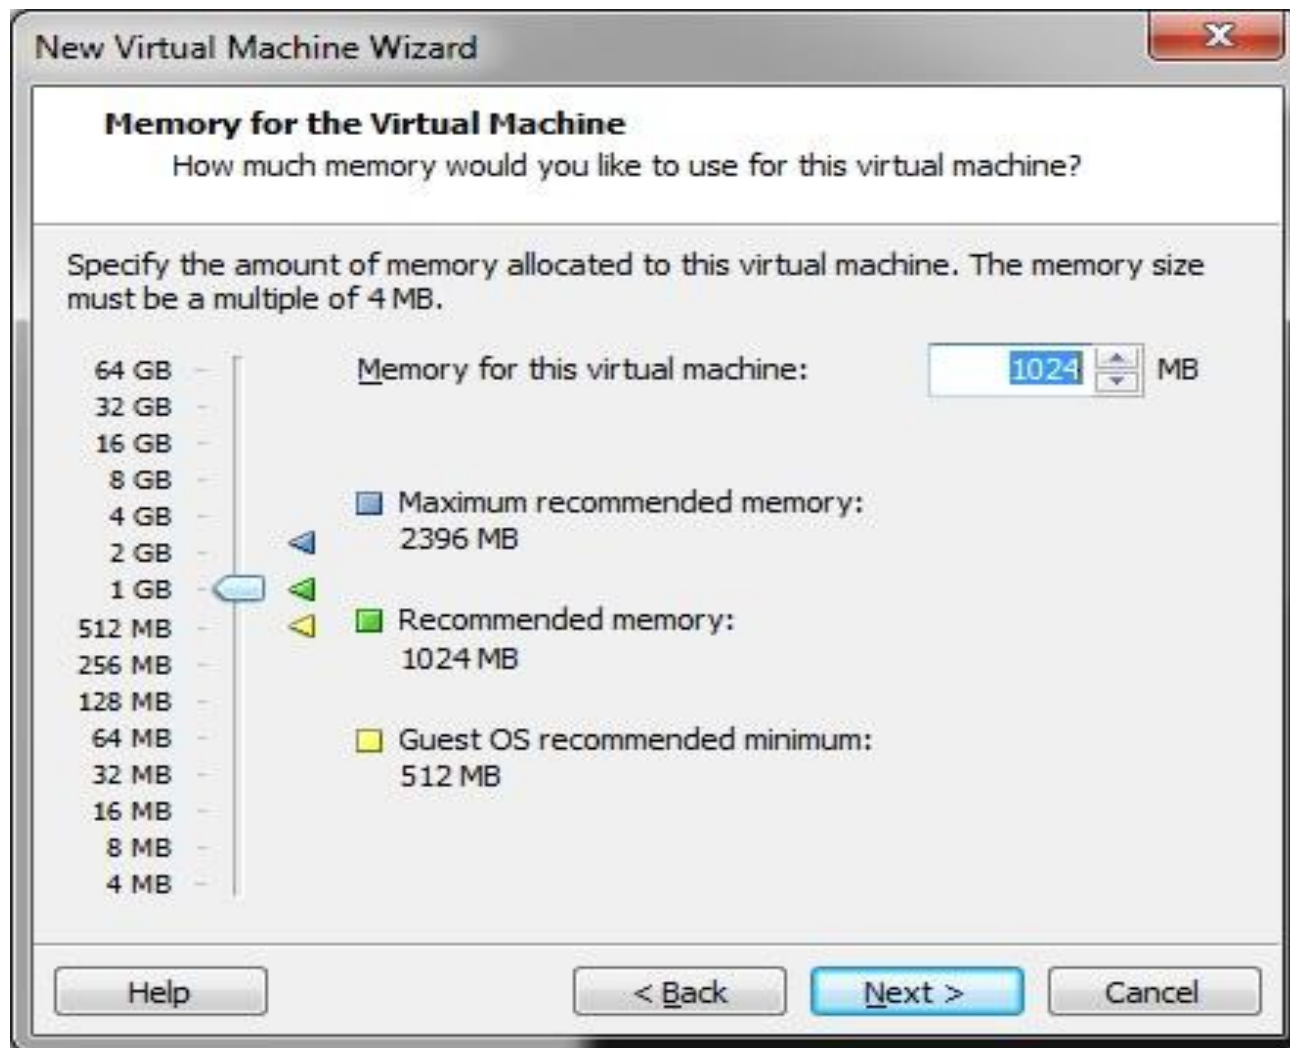 New Virtual Machine Wizard
x
Memory for the Virtual Machine
How much memory would you like to use for this virtual machine?
Specify the amount of memory allocated to this virtual machine. The memory size
must be a multiple of 4 MB.
64 GB
Memory for this virtual machine:
1024
MB
32 GB
16 GB
8 GB
4 GB
2 GB
1 GB
512 MB
256 MB
128 MB
64 MB
32 MB
16 MB
8 MB
4 MB
Maximum recommended memory:
2396 MB
Recommended memory:
1024 MB
Guest OS recommended minimum:
512 MB
Help
< Back
Next >
Cancel